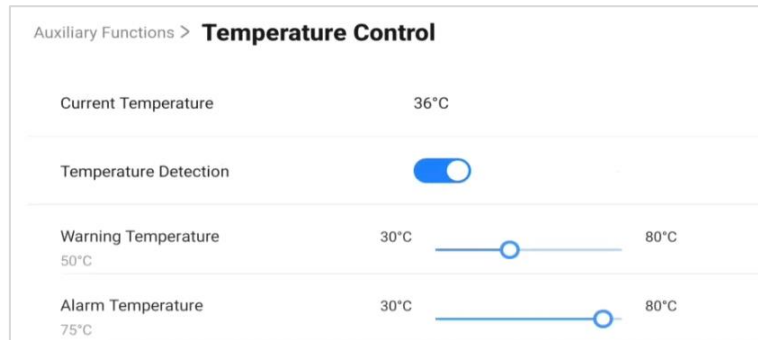 Auxiliary Functions > Temperature Control
Current Temperature 36°C
Temperature Detection
Warning Temperature 30°C 80°C
50°C
Alarm Temperature 30°C 80°C
75°C